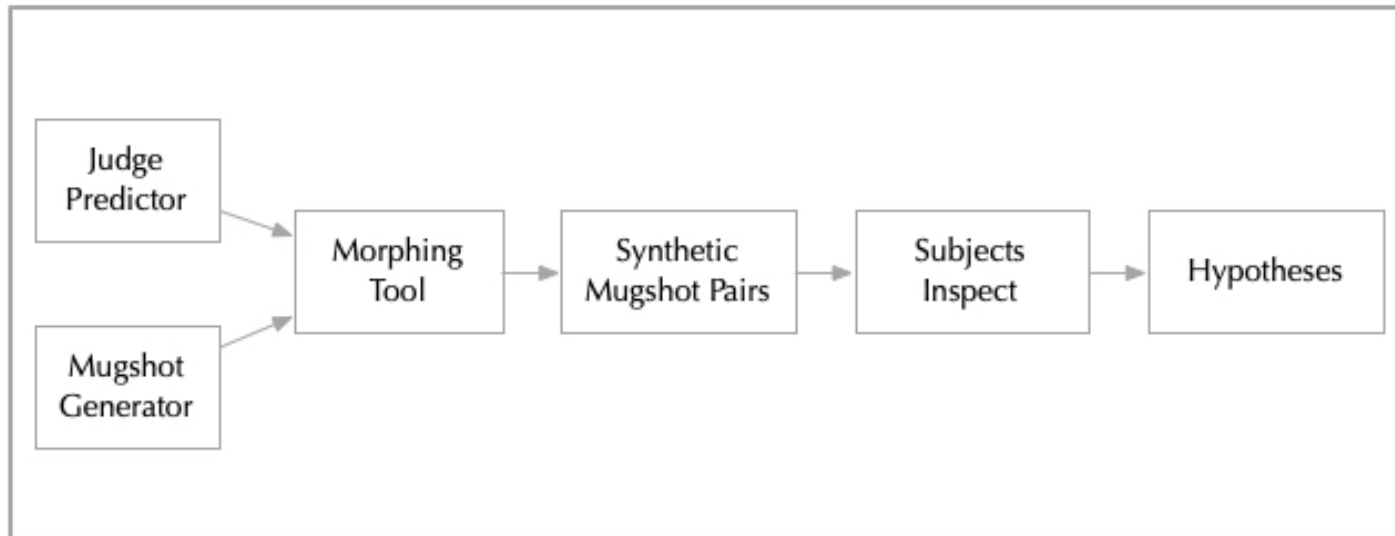 Judge
Predictor
Mugshot
Generator
Morphing
Tool
Synthetic
Mugshot Pairs
Subjects
Inspect
Hypotheses